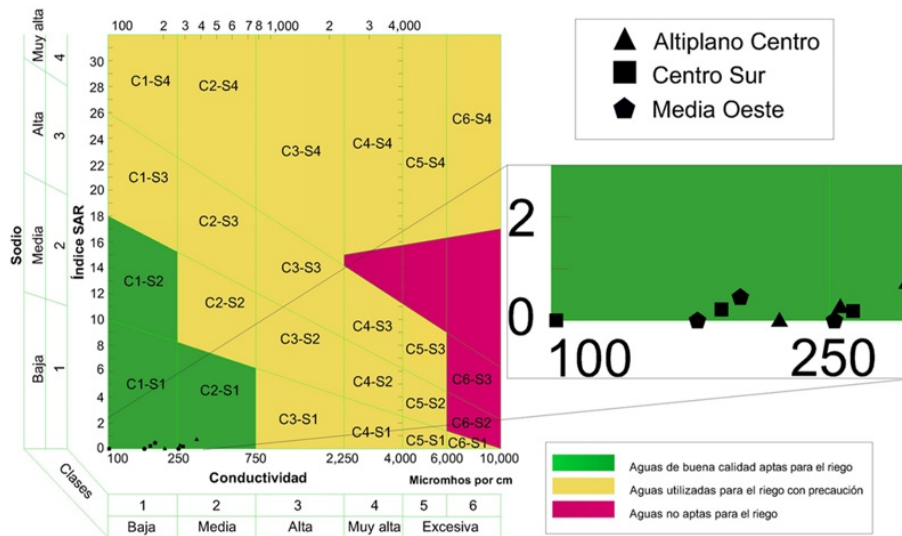 100 2 3 4 5 7 8 1,000 2 3 4,000
Muy alta
Alta
Media
Baja
Sodio
4
3
2
1
Índice SAR
30
28
26
24
22
20
18
16
14
12
10
8
6
4
2
0
C1-S4
C2-S4
C3-S4
C4-S4
C5-S4
C6-S4
C1-S3
C2-S3
C3-S3
C4-S3
C5-S3
C6-S3
C1-S2
C2-S2
C3-S2
C4-S2
C5-S2
C6-S2
C1-S1
C2-S1
C3-S1
C4-S1
C5-S1
C6-S1
100 250 750 2,250 4,000 6,000 10,000
Conductividad
Micromhos por cm
Clases
1 2 3 4 5 6
Baja Media Alta Muy alta Excesiva
Altiplano Centro
Centro Sur
Media Oeste
2
0
100 250
Aguas de buena calidad aptas para el riego
Aguas utilizadas para el riego con precaución
Aguas no aptas para el riego